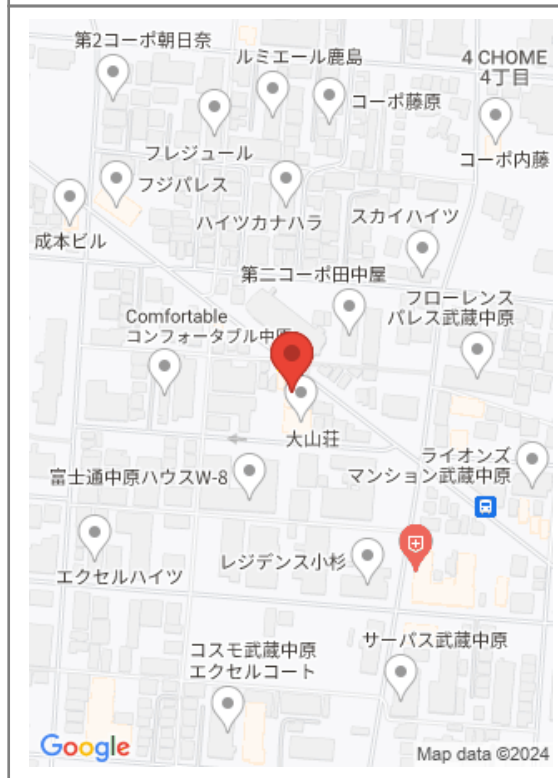 第2コーポ朝日奈
ルミエール鹿島
4 CHOME
4丁目
コーポ藤原
フレジュール
コーポ内藤
フジパレス
ハイツカナハラ
スカイハイツ
成本ビル
第二コーポ田中屋
フローレンス
パレス武蔵中原
Comfortable
コンフォータブル中原
大山荘
ライオンズ
マンション武蔵中原
富士通中原ハウスW-8
レジデンス小杉
エクセルハイツ
サーパス武蔵中原
コスモ武蔵中原
エクセルコート
Google
Map data ©2024